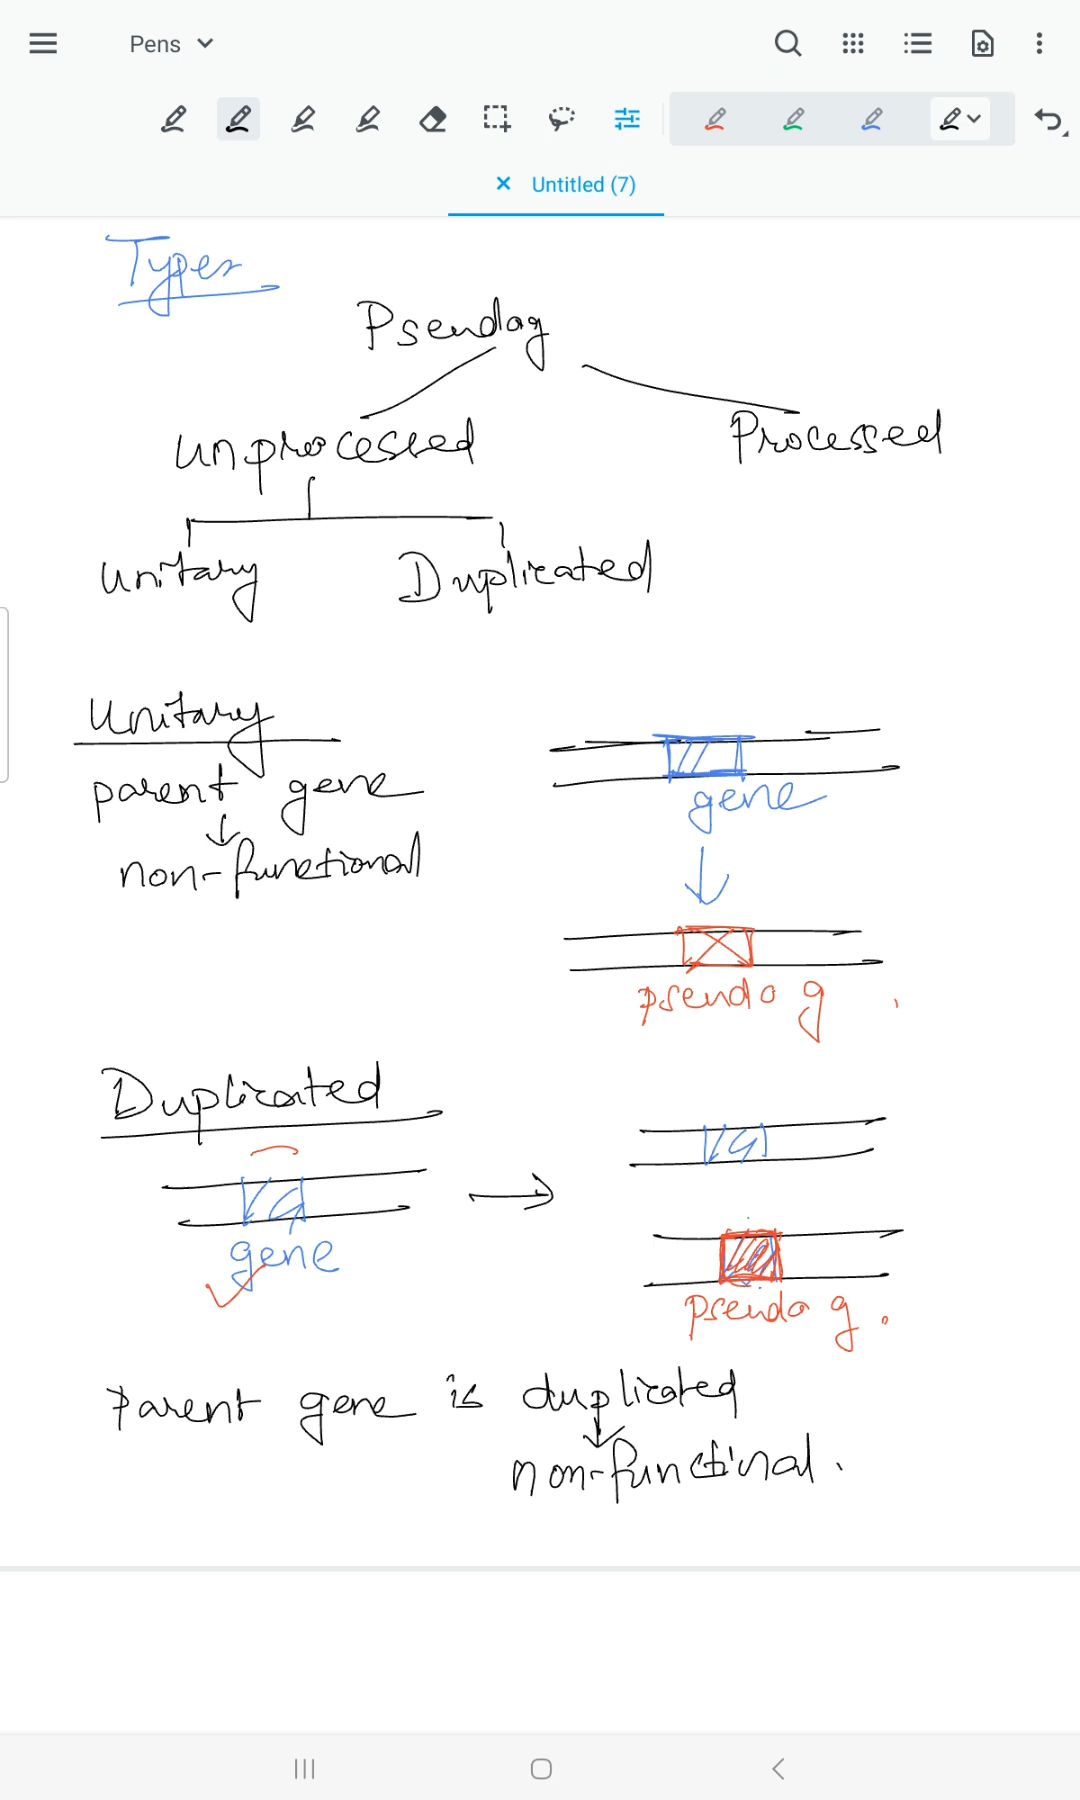 Pens
Untitled (7)
Types
Pseudog
Unprocessed Processed
Unitary Duplicated
Unitary
parent gene
non-functional
gene
pseudo g.
Duplicated
gene
pseudo g.
Parent gene is duplicated
non-functinal.